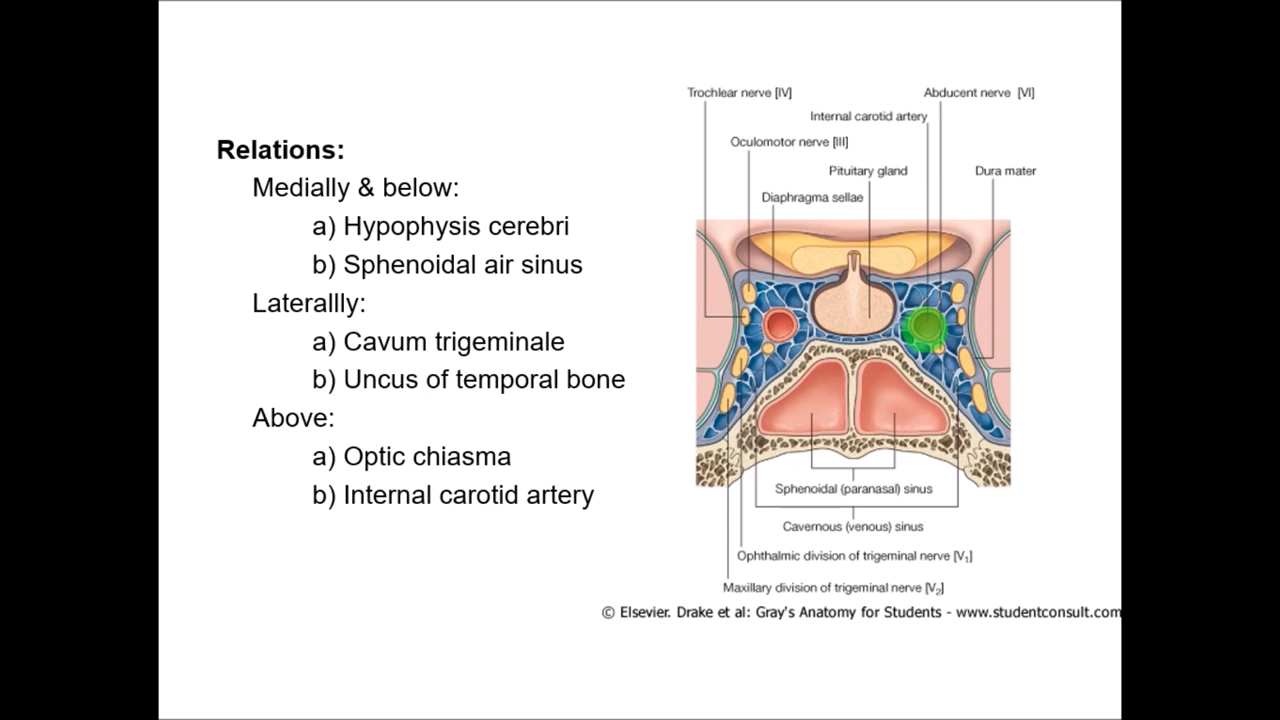 Relations:
Medially & below:
a) Hypophysis cerebri
b) Sphenoidal air sinus
Laterallly:
a) Cavum trigeminale
b) Uncus of temporal bone
Above:
a) Optic chiasma
b) Internal carotid artery
Trochlear nerve [IV]
Abducent nerve [VI]
Internal carotid artery
Oculomotor nerve [III]
Pituitary gland
Dura mater
Diaphragma sellae
Sphenoidal (paranasal) sinus
Cavernous (venous) sinus
Ophthalmic division of trigeminal nerve [V₁]
Maxillary division of trigeminal nerve [V₂]
© Elsevier. Drake et al: Gray's Anatomy for Students - www.studentconsult.com